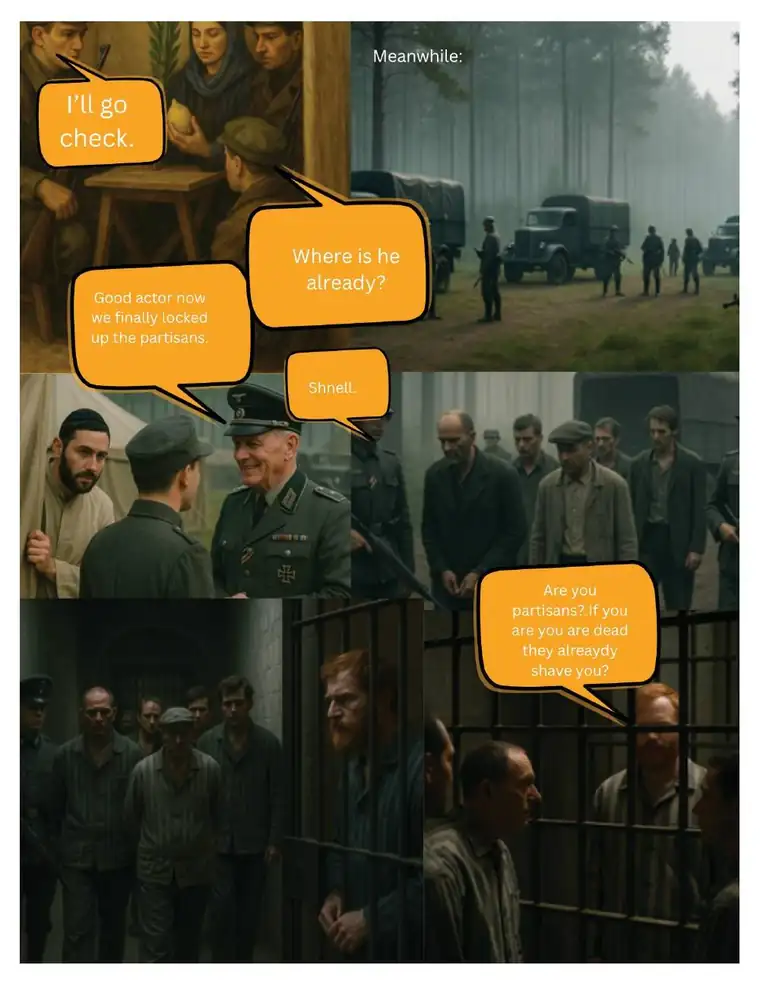 I'll go
check.
Meanwhile:
Where is he
already?
Good actor now
we finally locked
up the partisans.
Shnell.
Are you
partisans? If you
are you are dead
they alreaydy
shave you?